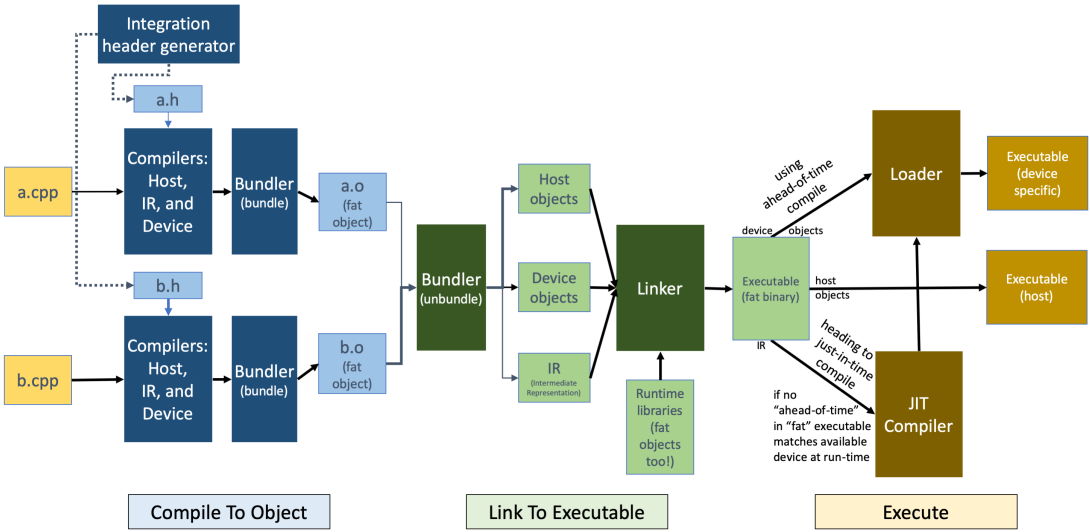 Integration
header generator
a.h
a.cpp
Compilers:
Host,
IR, and
Device
Bundler
(bundle)
a.o
(fat
object)
b.h
b.cpp
Compilers:
Host,
IR, and
Device
Bundler
(bundle)
b.o
(fat
object)
Bundler
(unbundle)
Host
objects
Device
objects
IR
(Intermediate
Representation)
Linker
Runtime
libraries
(fat
objects
too!)
Executable
(fat binary)
using
ahead-of-time
compile
device objects
host
objects
IR
heading to
just-in-time
compile
if no
“ahead-of-time”
in “fat” executable
matches available
device at run-time
Loader
JIT
Compiler
Executable
(device
specific)
Executable
(host)
Compile To Object
Link To Executable
Execute